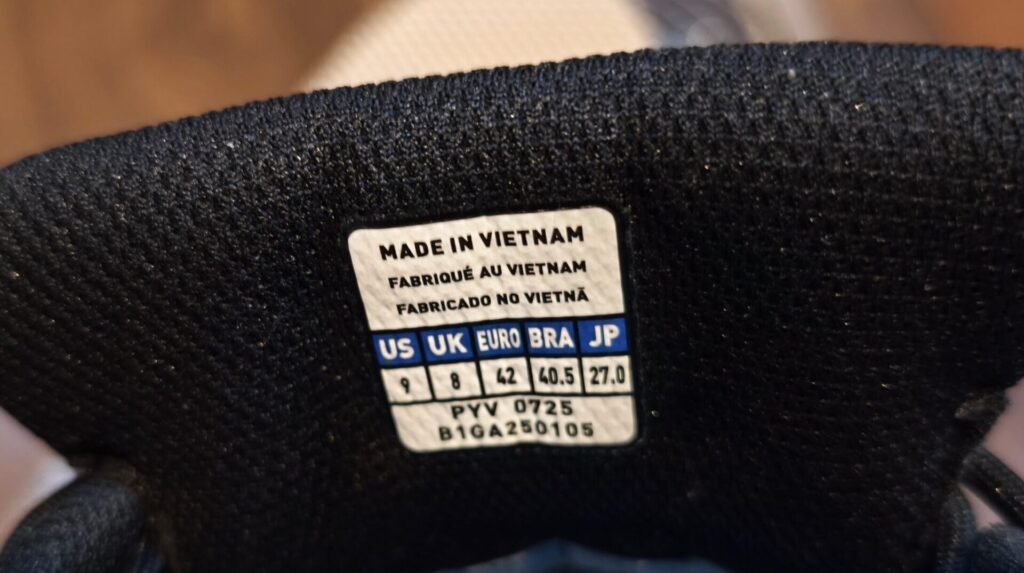 MADE IN VIETNAM
FABRIQUÉ AU VIETNAM
FABRICADO NO VIETNÃ
US UK EURO BRA JP
9 8 42 40.5 27.0
PYV 0725
B1GA250105